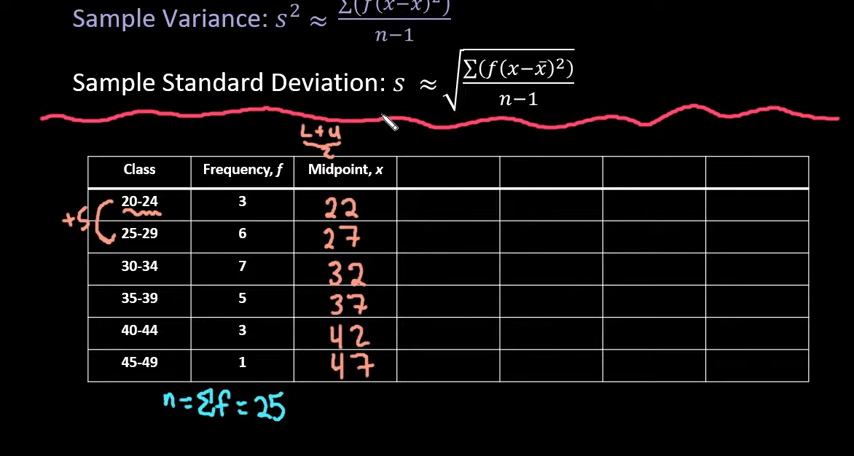 Sample Variance: s² ≈ ∑(f(x−x̄)²) / n−1
Sample Standard Deviation: s ≈ √(∑(f(x−x̄)²) / n−1)
L+u / 2
Class Frequency, f Midpoint, x
20-24 3 22
+5
25-29 6 27
30-34 7 32
35-39 5 37
40-44 3 42
45-49 1 47
n = ∑f = 25